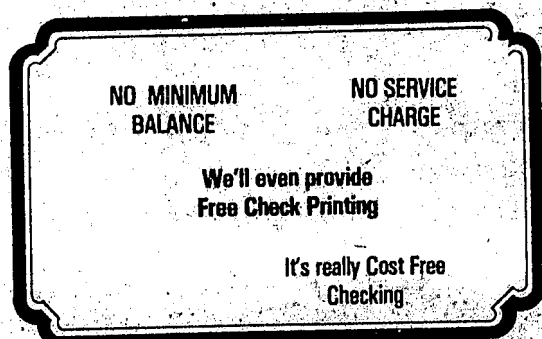 NO MINIMUM
BALANCE
NO SERVICE
CHARGE
We'll even provide
Free Check Printing
It's really Cost Free
Checking